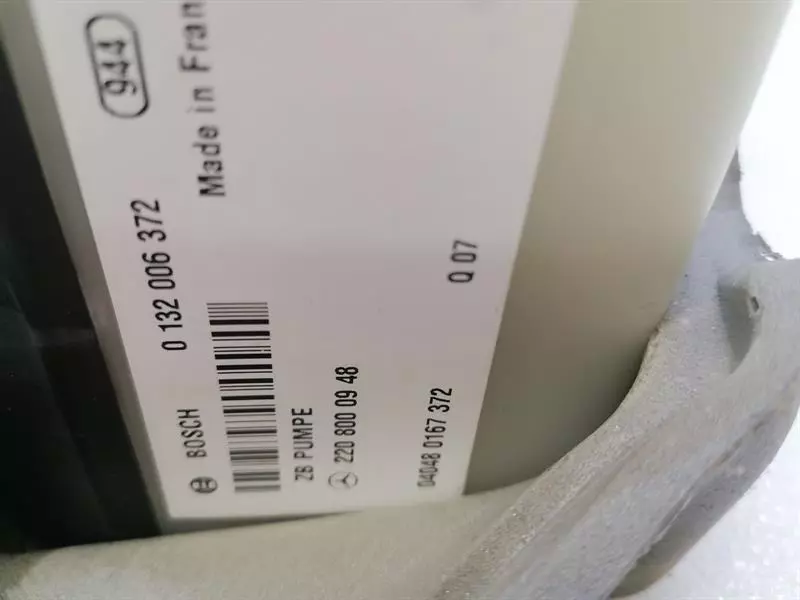 944
Made in Fran
BOSCH 0 132 006 372
ZB PUMPE
220 800 09 48
04048 0167 372
Q 07